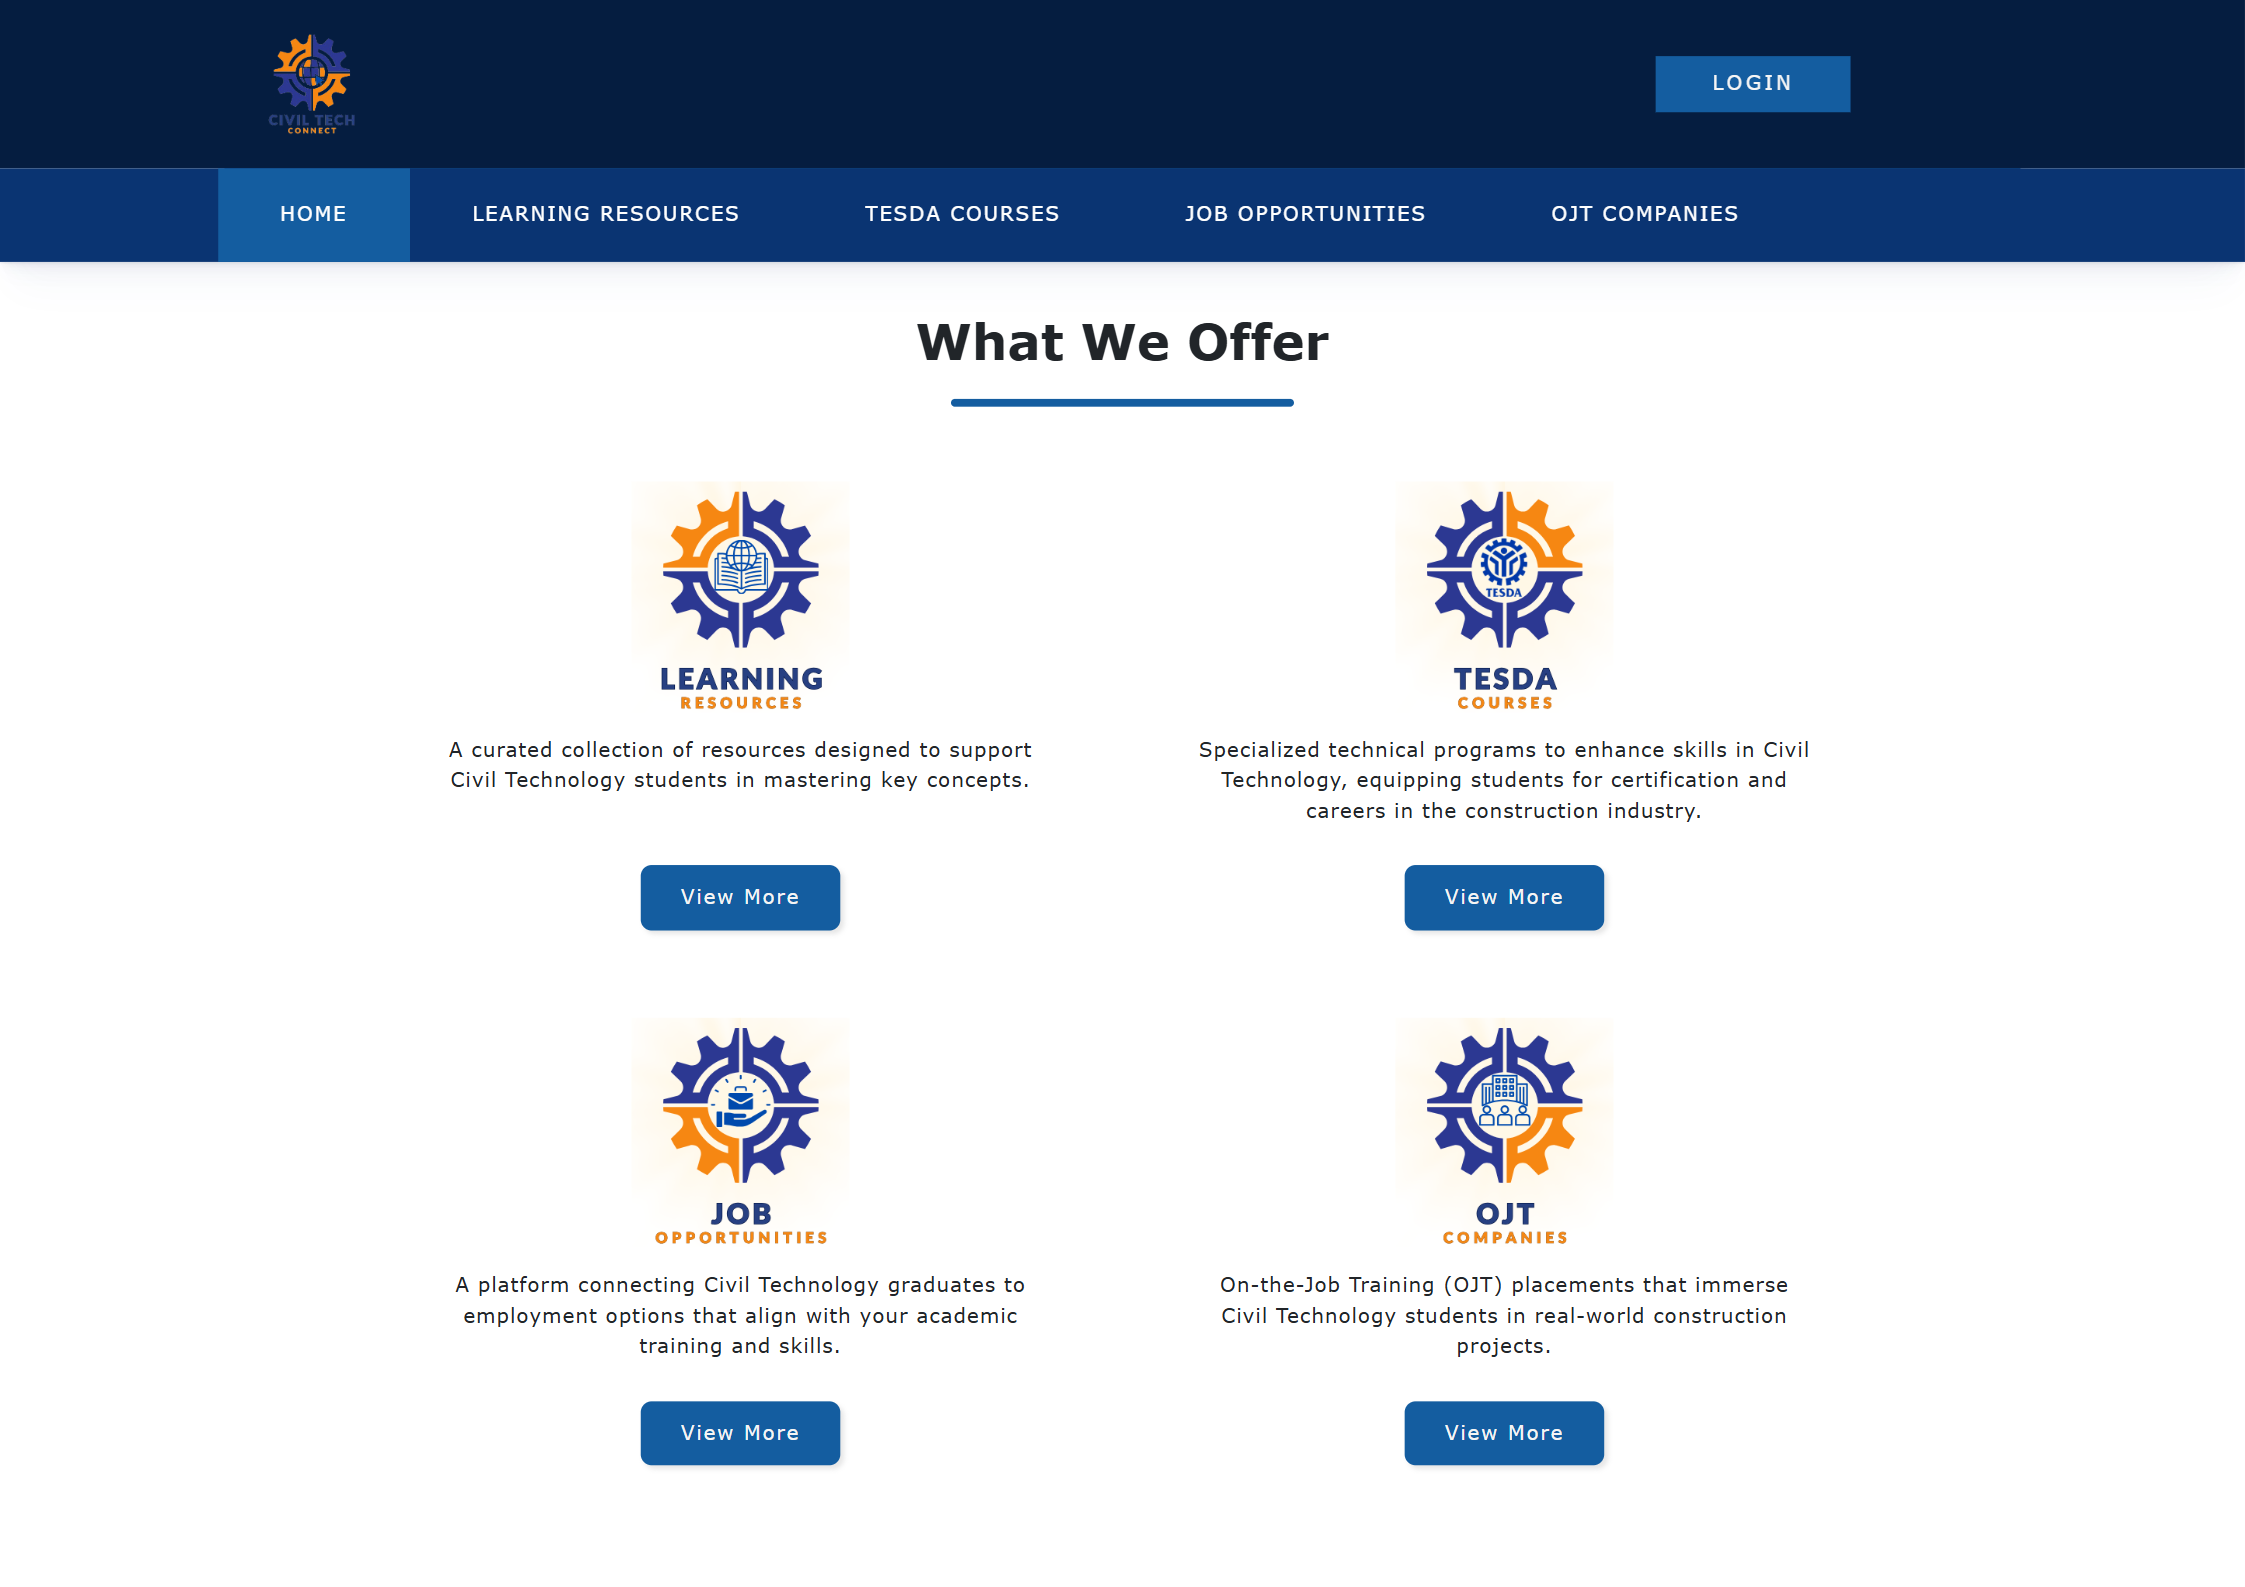 CIVIL TECH
CONNECT
LOGIN
HOME
LEARNING RESOURCES
TESDA COURSES
JOB OPPORTUNITIES
OJT COMPANIES
What We Offer
LEARNING
RESOURCES
A curated collection of resources designed to support
Civil Technology students in mastering key concepts.
View More
TESDA
TESDA
COURSES
Specialized technical programs to enhance skills in Civil
Technology, equipping students for certification and
careers in the construction industry.
View More
JOB
OPPORTUNITIES
A platform connecting Civil Technology graduates to
employment options that align with your academic
training and skills.
View More
OJT
COMPANIES
On-the-Job Training (OJT) placements that immerse
Civil Technology students in real-world construction
projects.
View More